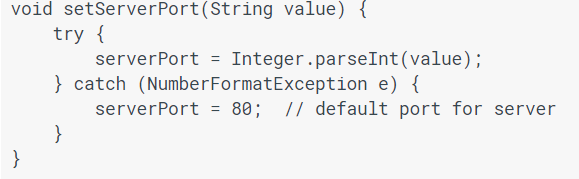 void setServerPort(String value) {
    try {
        serverPort = Integer.parseInt(value);
    } catch (NumberFormatException e) {
        serverPort = 80;  // default port for server
    }
}